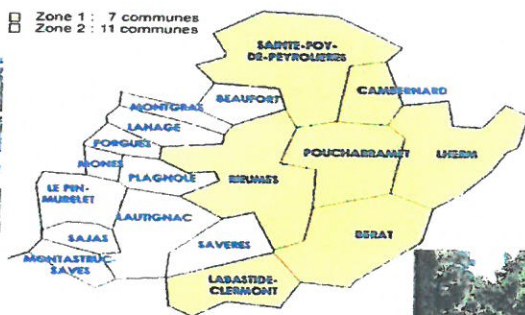 Zone 1 : 7 communes
Zone 2 : 11 communes
SAINTE-FOY-
DE-PEYROLIERES
CAMBERNARD
BEAUFORT
MONTGRAS
LAHAGE
FORGUES
POUCHARRAMET
LHERM
MONES
PLAGNOLE
RIEUMES
LE PIN-
MURELET
LAUTIGNAC
BERAT
SAJAS
SAVERES
MONTASTRUC-
SAVES
LABASTIDE-
CLERMONT